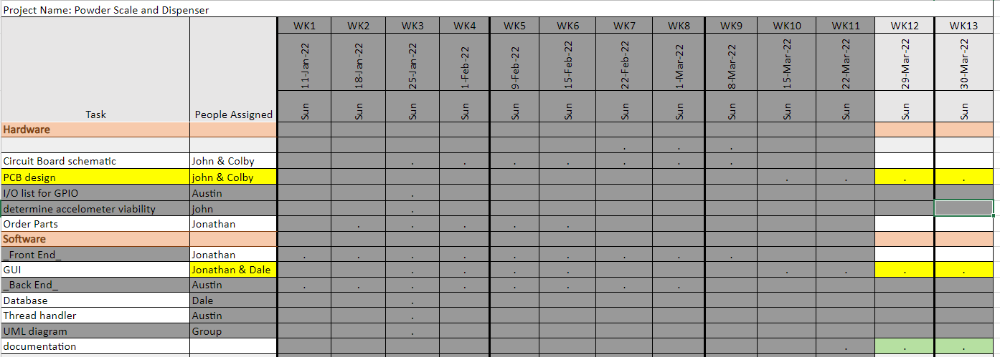 Project Name: Powder Scale and Dispenser
WK1 WK2 WK3 WK4 WK5 WK6 WK7 WK8 WK9 WK10 WK11 WK12 WK13
11-Jan-22 18-Jan-22 25-Jan-22 1-Feb-22 9-Feb-22 15-Feb-22 22-Feb-22 1-Mar-22 8-Mar-22 15-Mar-22 22-Mar-22 29-Mar-22 30-Mar-22
Task People Assigned Sun Sun Sun Sun Sun Sun Sun Sun Sun Sun Sun Sun Sun
Hardware
. . .
Circuit Board schematic John & Colby . . . . . . .
PCB design john & Colby . . . .
I/O list for GPIO Austin .
determine accelometer viability john .
Order Parts Jonathan . . . . .
Software
_Front End_ Jonathan . . . . . . . . .
GUI Jonathan & Dale . . . . . . . .
_Back End_ Austin . . . . . . . .
Database Dale .
Thread handler Austin .
UML diagram Group .
documentation . . .